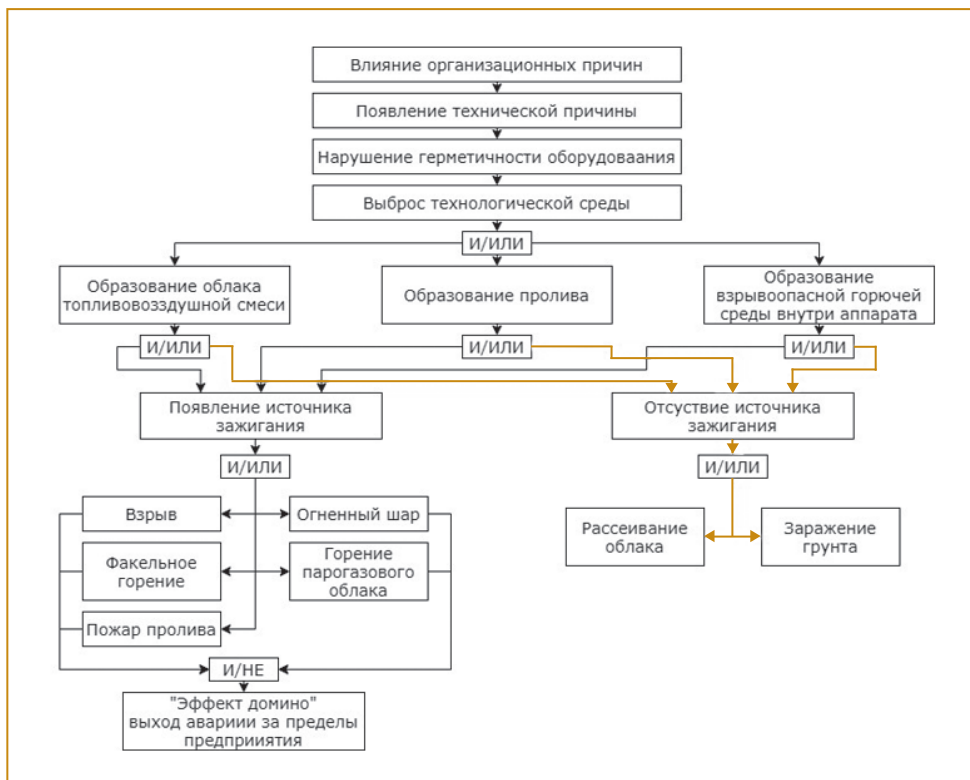 Влияние организационных причин
Появление технической причины
Нарушение герметичности оборудоваания
Выброс технологической среды
И/ИЛИ
Образование облака
топливовозздушной смеси
Образование пролива
Образование
взрывоопасной горючей
среды внутри аппарата
И/ИЛИ
И/ИЛИ
И/ИЛИ
Появление источника
зажигания
Отсуствие источника
зажигания
И/ИЛИ
И/ИЛИ
Взрыв
Огненный шар
Рассеивание
облака
Заражение
грунта
Факельное
горение
Горение
парогазового
облака
Пожар пролива
И/НЕ
"Эффект домино"
выход авариии за пределы
предприиятия